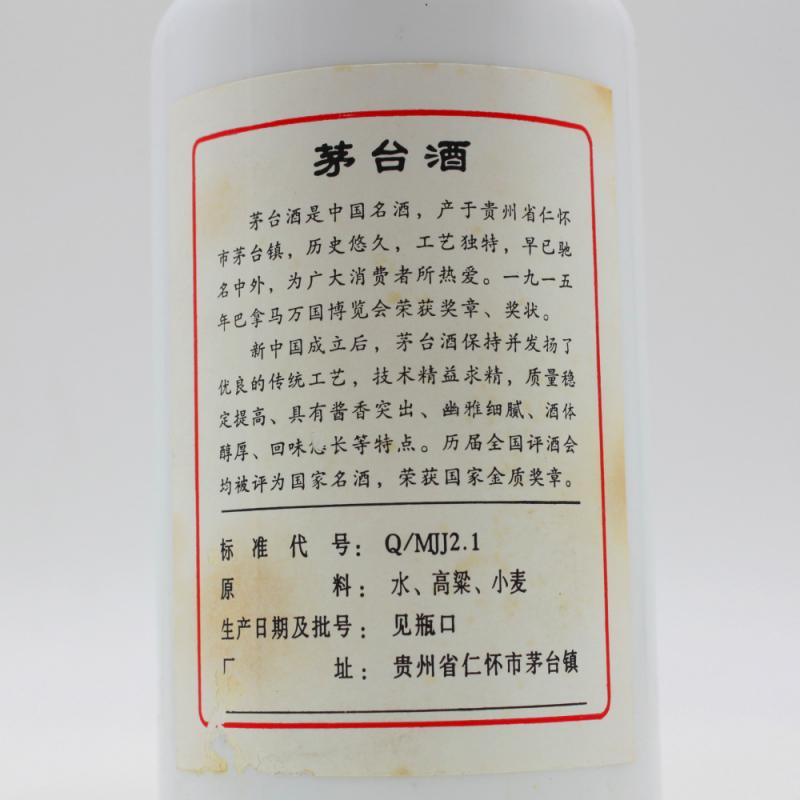 茅台酒
茅台酒是中国名酒，产于贵州省仁怀
市茅台镇，历史悠久，工艺独特，早已驰
名中外，为广大消费者所热爱。一九一五
年巴拿马万国博览会荣获奖章、奖状。
新中国成立后，茅台酒保持并发扬了
优良的传统工艺，技术精益求精，质量稳
定提高、具有酱香突出、幽雅细腻、酒体
醇厚、回味悠长等特点。历届全国评酒会
均被评为国家名酒，荣获国家金质奖章。
标准代号：Q/MJJ2.1
原料：水、高粱、小麦
生产日期及批号：见瓶口
厂址：贵州省仁怀市茅台镇